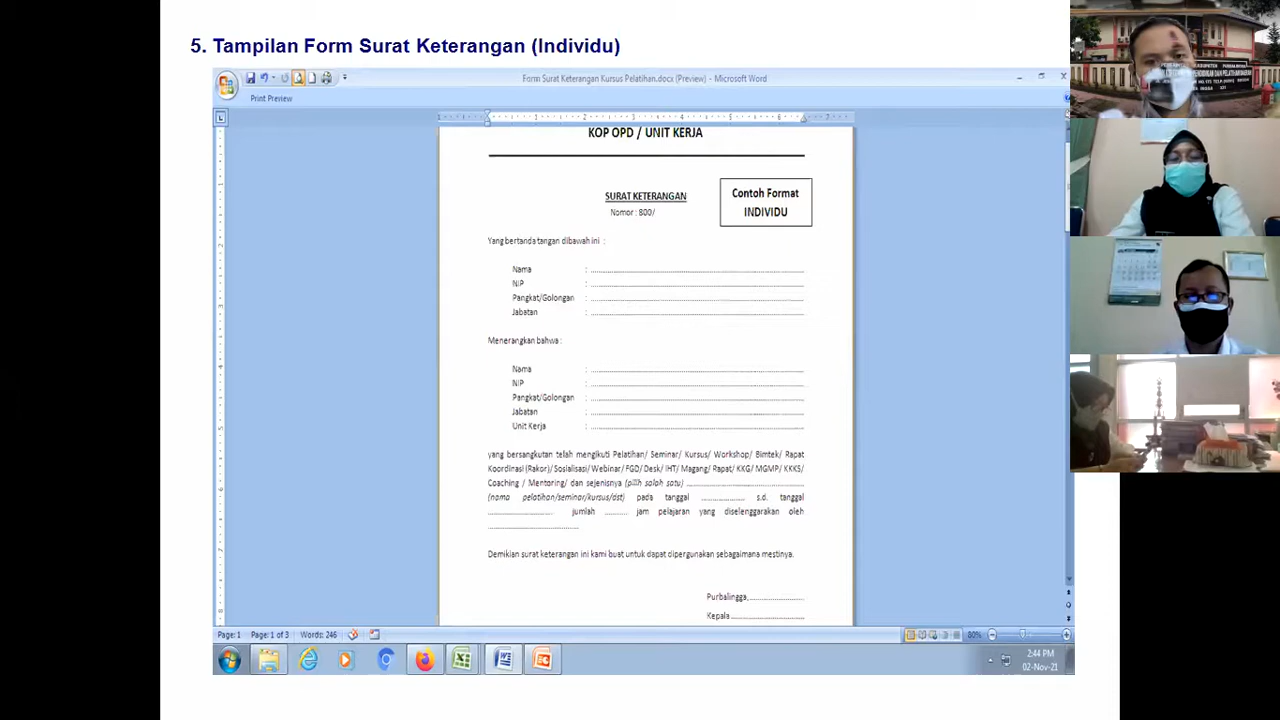 5. Tampilan Form Surat Keterangan (Individu)
Form Surat Keterangan Kursus Pelatihan.docx (Preview) - Microsoft Word
Print Preview
KOP OPD / UNIT KERJA
SURAT KETERANGAN
Nomor : 800/
Contoh Format
INDIVIDU
Yang bertanda tangan dibawah ini :
Nama : ......................................................................
NIP : ......................................................................
Pangkat/Golongan : ......................................................................
Jabatan : ......................................................................
Menerangkan bahwa :
Nama : ......................................................................
NIP : ......................................................................
Pangkat/Golongan : ......................................................................
Jabatan : ......................................................................
Unit Kerja : ......................................................................
yang bersangkutan telah mengikuti Pelatihan/ Seminar/ Kursus/ Workshop/ Bimtek/ Rapat
Koordinasi (Rakor)/ Sosialisasi/ Webinar/ FGD/ Desk/ IHT/ Magang/ Rapat/ KKG/ MGMP/ KKKS/
Coaching / Mentoring/ dan sejenisnya (pilih salah satu) ......................................
(nama pelatihan/seminar/kursus/dst) pada tanggal .............. s.d. tanggal
..................... jumlah ........ jam pelajaran yang diselenggarakan oleh
..............................
Demikian surat keterangan ini kami buat untuk dapat dipergunakan sebagaimana mestinya.
Purbalingga,..................
Kepala ........................
Page: 1 Page: 1 of 3 Words: 246 80%
2:44 PM
02-Nov-21